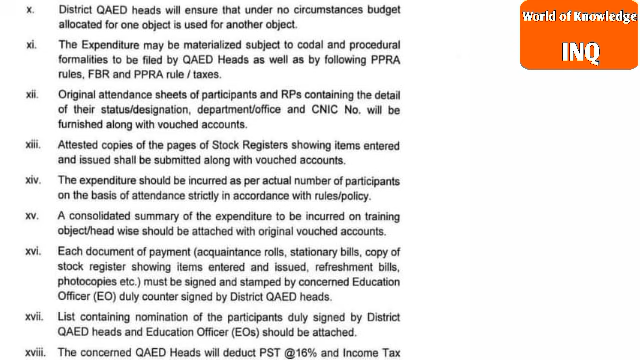 x. District QAED heads will ensure that under no circumstances budget
allocated for one object is used for another object.
xi. The Expenditure may be materialized subject to codal and procedural
formalities to be filed by QAED Heads as well as by following PPRA
rules, FBR and PPRA rule / taxes.
xii. Original attendance sheets of participants and RPs containing the detail
of their status/designation, department/office and CNIC No. will be
furnished along with vouched accounts.
xiii. Attested copies of the pages of Stock Registers showing items entered
and issued shall be submitted along with vouched accounts.
xiv. The expenditure should be incurred as per actual number of participants
on the basis of attendance strictly in accordance with rules/policy.
xv. A consolidated summary of the expenditure to be incurred on training
object/head wise should be attached with original vouched accounts.
xvi. Each document of payment (acquaintance rolls, stationary bills, copy of
stock register showing items entered and issued, refreshment bills,
photocopies etc.) must be signed and stamped by concerned Education
Officer (EO) duly counter signed by District QAED heads.
xvii. List containing nomination of the participants duly signed by District
QAED heads and Education Officer (EOs) should be attached.
xviii. The concerned QAED Heads will deduct PST @16% and Income Tax
World of Knowledge
INQ